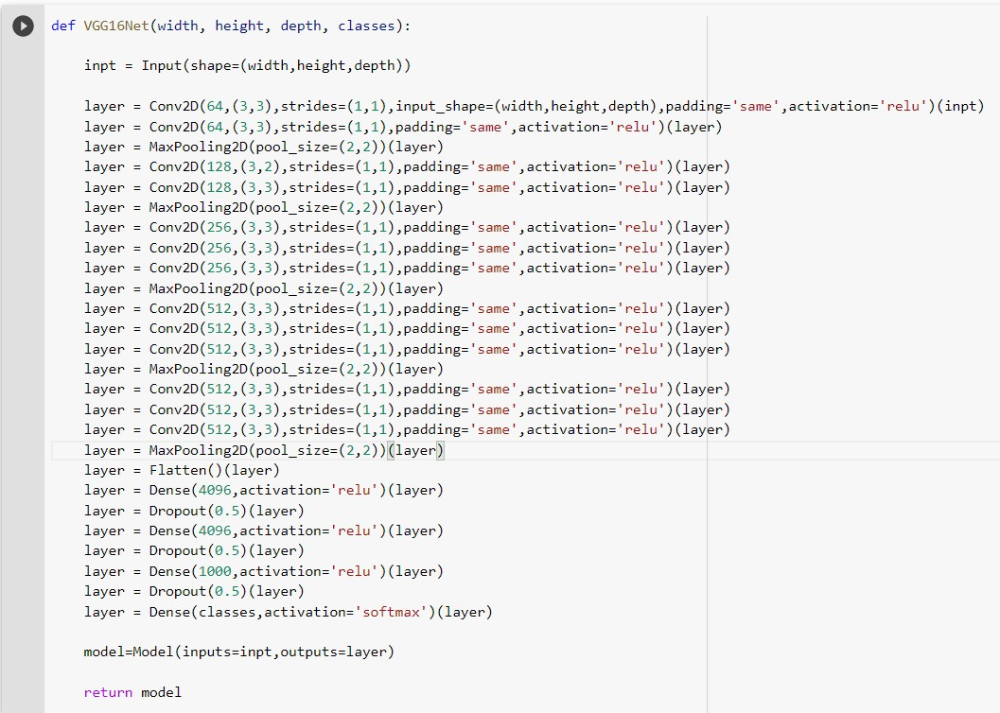 def VGG16Net(width, height, depth, classes):
inpt = Input(shape=(width,height,depth))
layer = Conv2D(64,(3,3),strides=(1,1),input_shape=(width,height,depth),padding='same',activation='relu')(inpt)
layer = Conv2D(64,(3,3),strides=(1,1),padding='same',activation='relu')(layer)
layer = MaxPooling2D(pool_size=(2,2))(layer)
layer = Conv2D(128,(3,2),strides=(1,1),padding='same',activation='relu')(layer)
layer = Conv2D(128,(3,3),strides=(1,1),padding='same',activation='relu')(layer)
layer = MaxPooling2D(pool_size=(2,2))(layer)
layer = Conv2D(256,(3,3),strides=(1,1),padding='same',activation='relu')(layer)
layer = Conv2D(256,(3,3),strides=(1,1),padding='same',activation='relu')(layer)
layer = Conv2D(256,(3,3),strides=(1,1),padding='same',activation='relu')(layer)
layer = MaxPooling2D(pool_size=(2,2))(layer)
layer = Conv2D(512,(3,3),strides=(1,1),padding='same',activation='relu')(layer)
layer = Conv2D(512,(3,3),strides=(1,1),padding='same',activation='relu')(layer)
layer = Conv2D(512,(3,3),strides=(1,1),padding='same',activation='relu')(layer)
layer = MaxPooling2D(pool_size=(2,2))(layer)
layer = Conv2D(512,(3,3),strides=(1,1),padding='same',activation='relu')(layer)
layer = Conv2D(512,(3,3),strides=(1,1),padding='same',activation='relu')(layer)
layer = Conv2D(512,(3,3),strides=(1,1),padding='same',activation='relu')(layer)
layer = MaxPooling2D(pool_size=(2,2))(layer)
layer = Flatten()(layer)
layer = Dense(4096,activation='relu')(layer)
layer = Dropout(0.5)(layer)
layer = Dense(4096,activation='relu')(layer)
layer = Dropout(0.5)(layer)
layer = Dense(1000,activation='relu')(layer)
layer = Dropout(0.5)(layer)
layer = Dense(classes,activation='softmax')(layer)
model=Model(inputs=inpt,outputs=layer)
return model